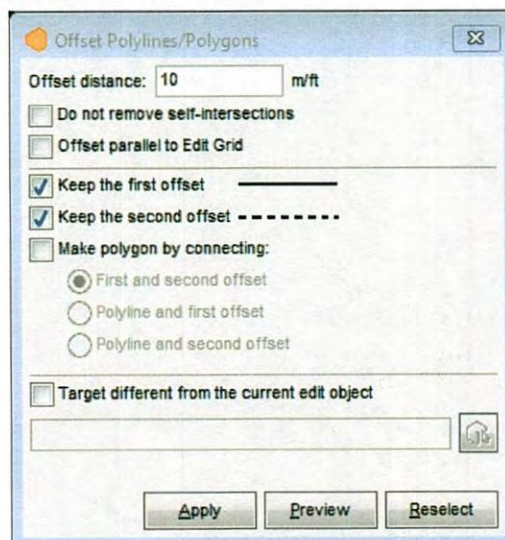 Offset Polylines/Polygons
Offset distance: 10 m/ft
Do not remove self-intersections
Offset parallel to Edit Grid
Keep the first offset
Keep the second offset
Make polygon by connecting:
First and second offset
Polyline and first offset
Polyline and second offset
Target different from the current edit object
Apply Preview Reselect